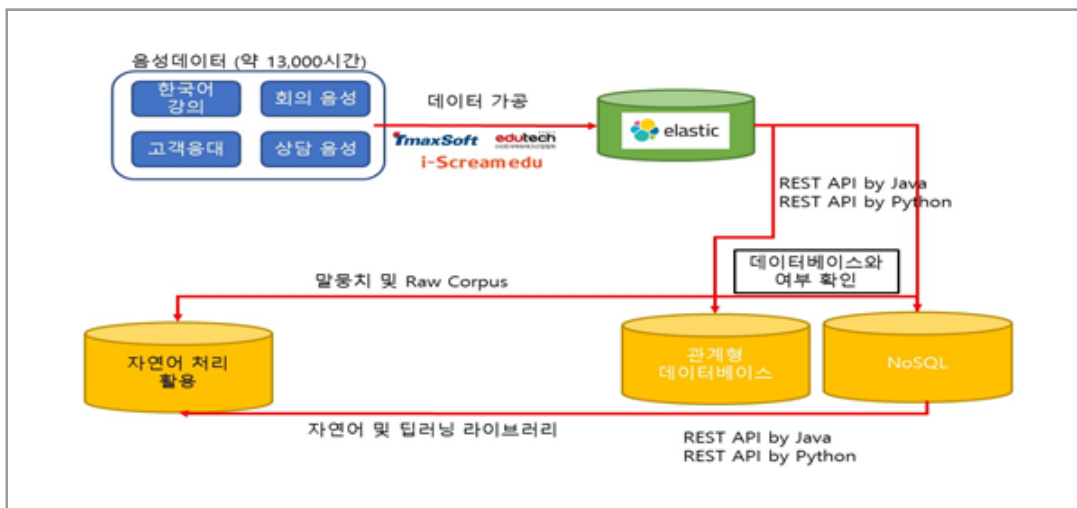 음성데이터 (약 13,000시간)
한국어
강의
회의 음성
고객응대
상담 음성
데이터 가공
TmaxSoft
edutech
i-Scream edu
elastic
REST API by Java
REST API by Python
데이터베이스와
여부 확인
말뭉치 및 Raw Corpus
자연어 처리
활용
관계형
데이터베이스
NoSQL
자연어 및 딥러닝 라이브러리
REST API by Java
REST API by Python